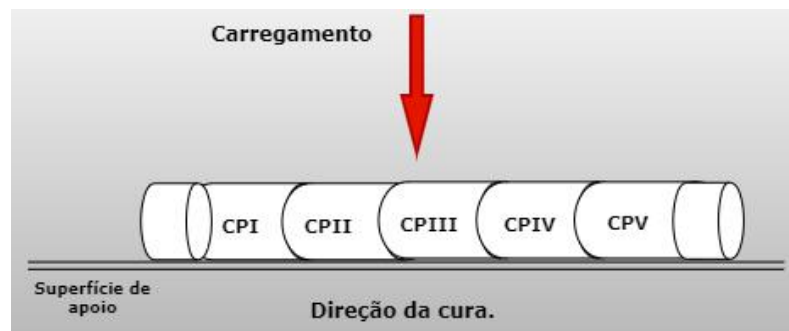 Carregamento
CPI CPII CPIII CPIV CPV
Superfície de
apoio
Direção da cura.